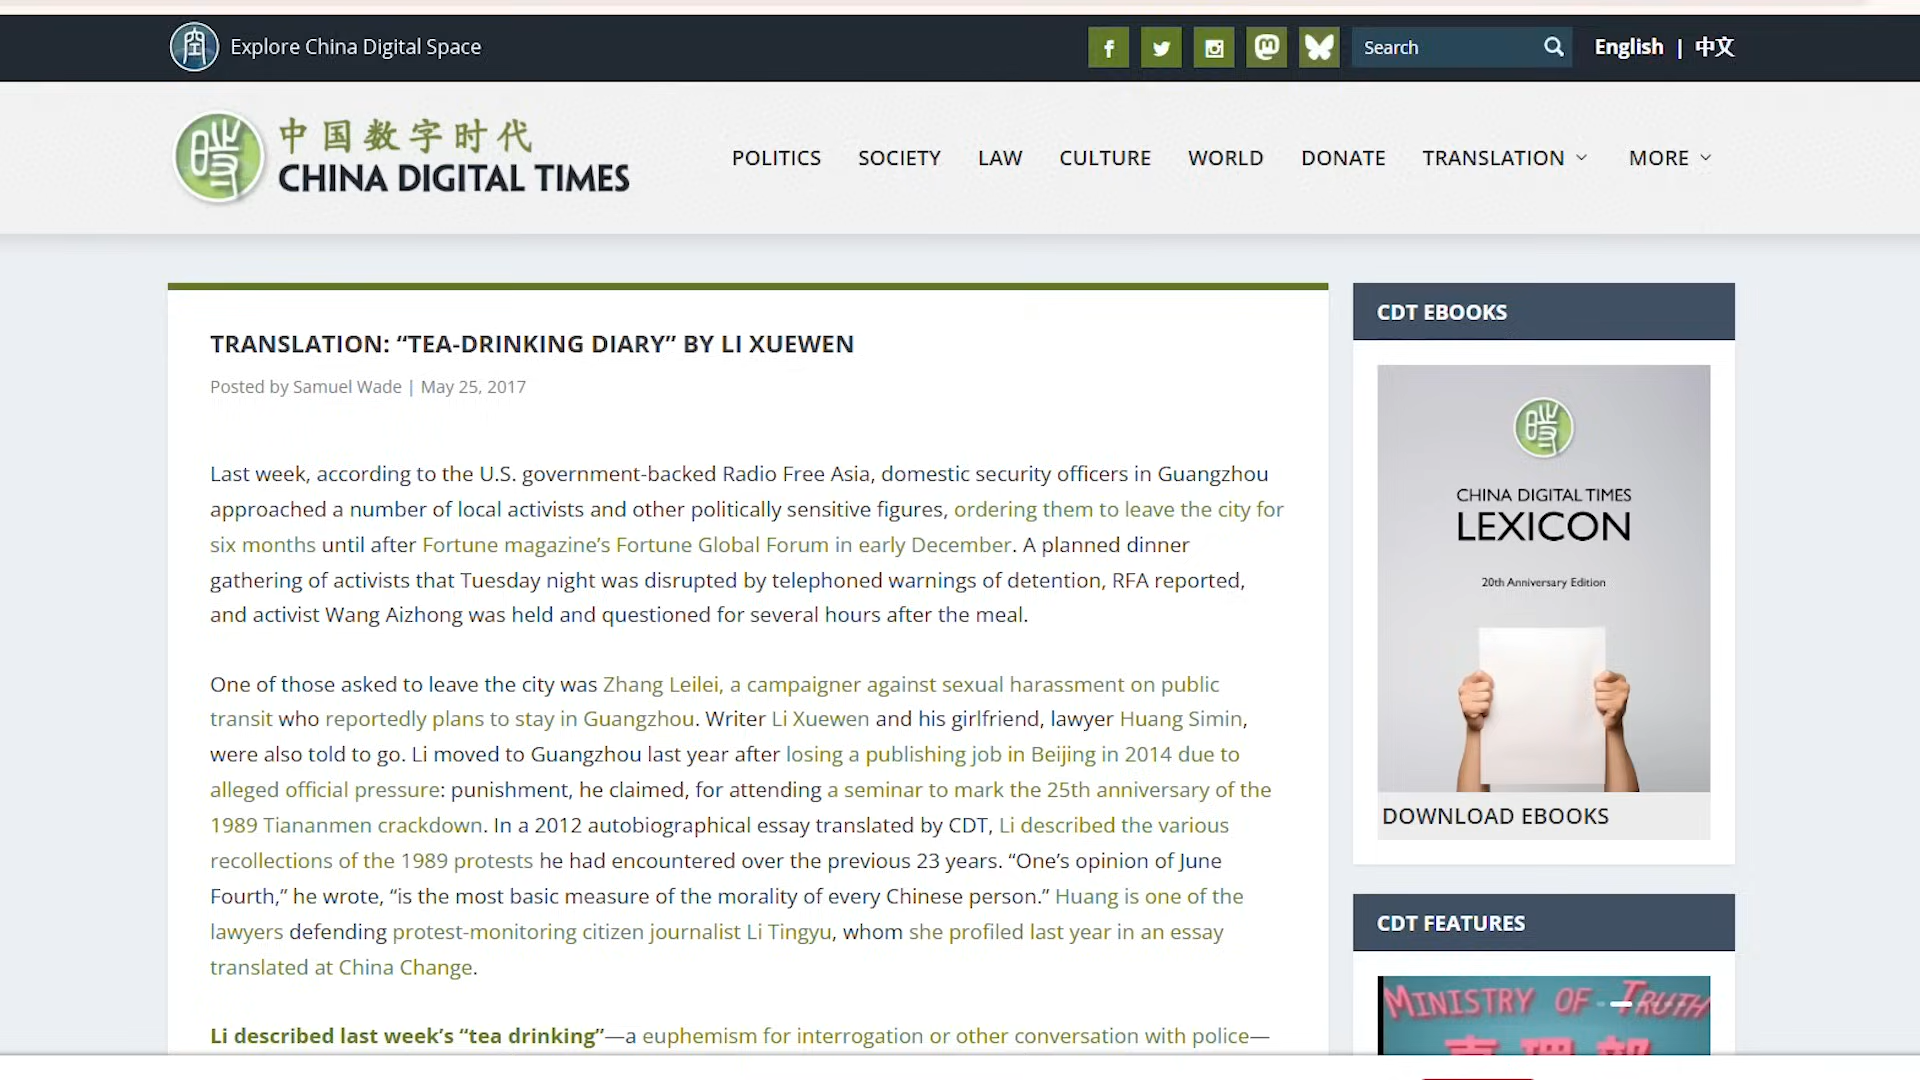 Explore China Digital Space
Search
English | 中文
中国数字时代
CHINA DIGITAL TIMES
POLITICS SOCIETY LAW CULTURE WORLD DONATE TRANSLATION MORE
TRANSLATION: “TEA-DRINKING DIARY” BY LI XUEWEN
Posted by Samuel Wade | May 25, 2017
Last week, according to the U.S. government-backed Radio Free Asia, domestic security officers in Guangzhou
approached a number of local activists and other politically sensitive figures, ordering them to leave the city for
six months until after Fortune magazine’s Fortune Global Forum in early December. A planned dinner
gathering of activists that Tuesday night was disrupted by telephoned warnings of detention, RFA reported,
and activist Wang Aizhong was held and questioned for several hours after the meal.
One of those asked to leave the city was Zhang Leilei, a campaigner against sexual harassment on public
transit who reportedly plans to stay in Guangzhou. Writer Li Xuewen and his girlfriend, lawyer Huang Simin,
were also told to go. Li moved to Guangzhou last year after losing a publishing job in Beijing in 2014 due to
alleged official pressure: punishment, he claimed, for attending a seminar to mark the 25th anniversary of the
1989 Tiananmen crackdown. In a 2012 autobiographical essay translated by CDT, Li described the various
recollections of the 1989 protests he had encountered over the previous 23 years. “One’s opinion of June
Fourth,” he wrote, “is the most basic measure of the morality of every Chinese person.” Huang is one of the
lawyers defending protest-monitoring citizen journalist Li Tingyu, whom she profiled last year in an essay
translated at China Change.
Li described last week’s “tea drinking”—a euphemism for interrogation or other conversation with police—
CDT EBOOKS
CHINA DIGITAL TIMES
LEXICON
20th Anniversary Edition
DOWNLOAD EBOOKS
CDT FEATURES
MINISTRY OF TRUTH
真理部